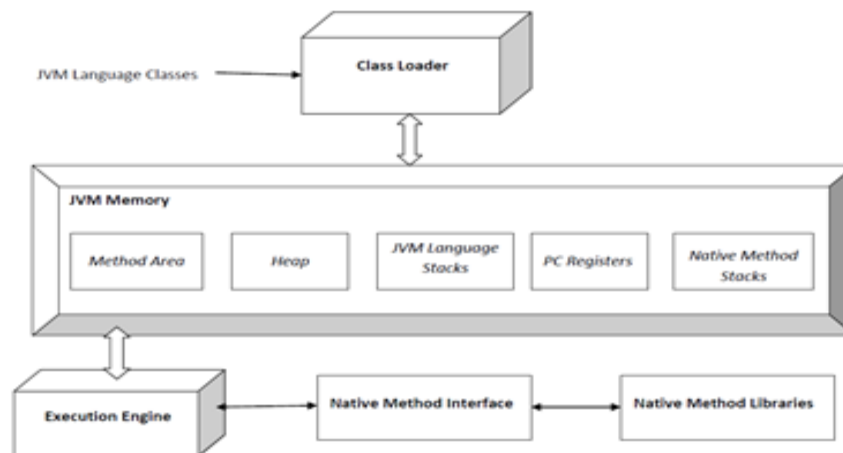 Class Loader
JVM Language Classes
JVM Memory
Method Area
Heap
JVM Language
Stacks
PC Registers
Native Method
Stacks
Execution Engine
Native Method Interface
Native Method Libraries